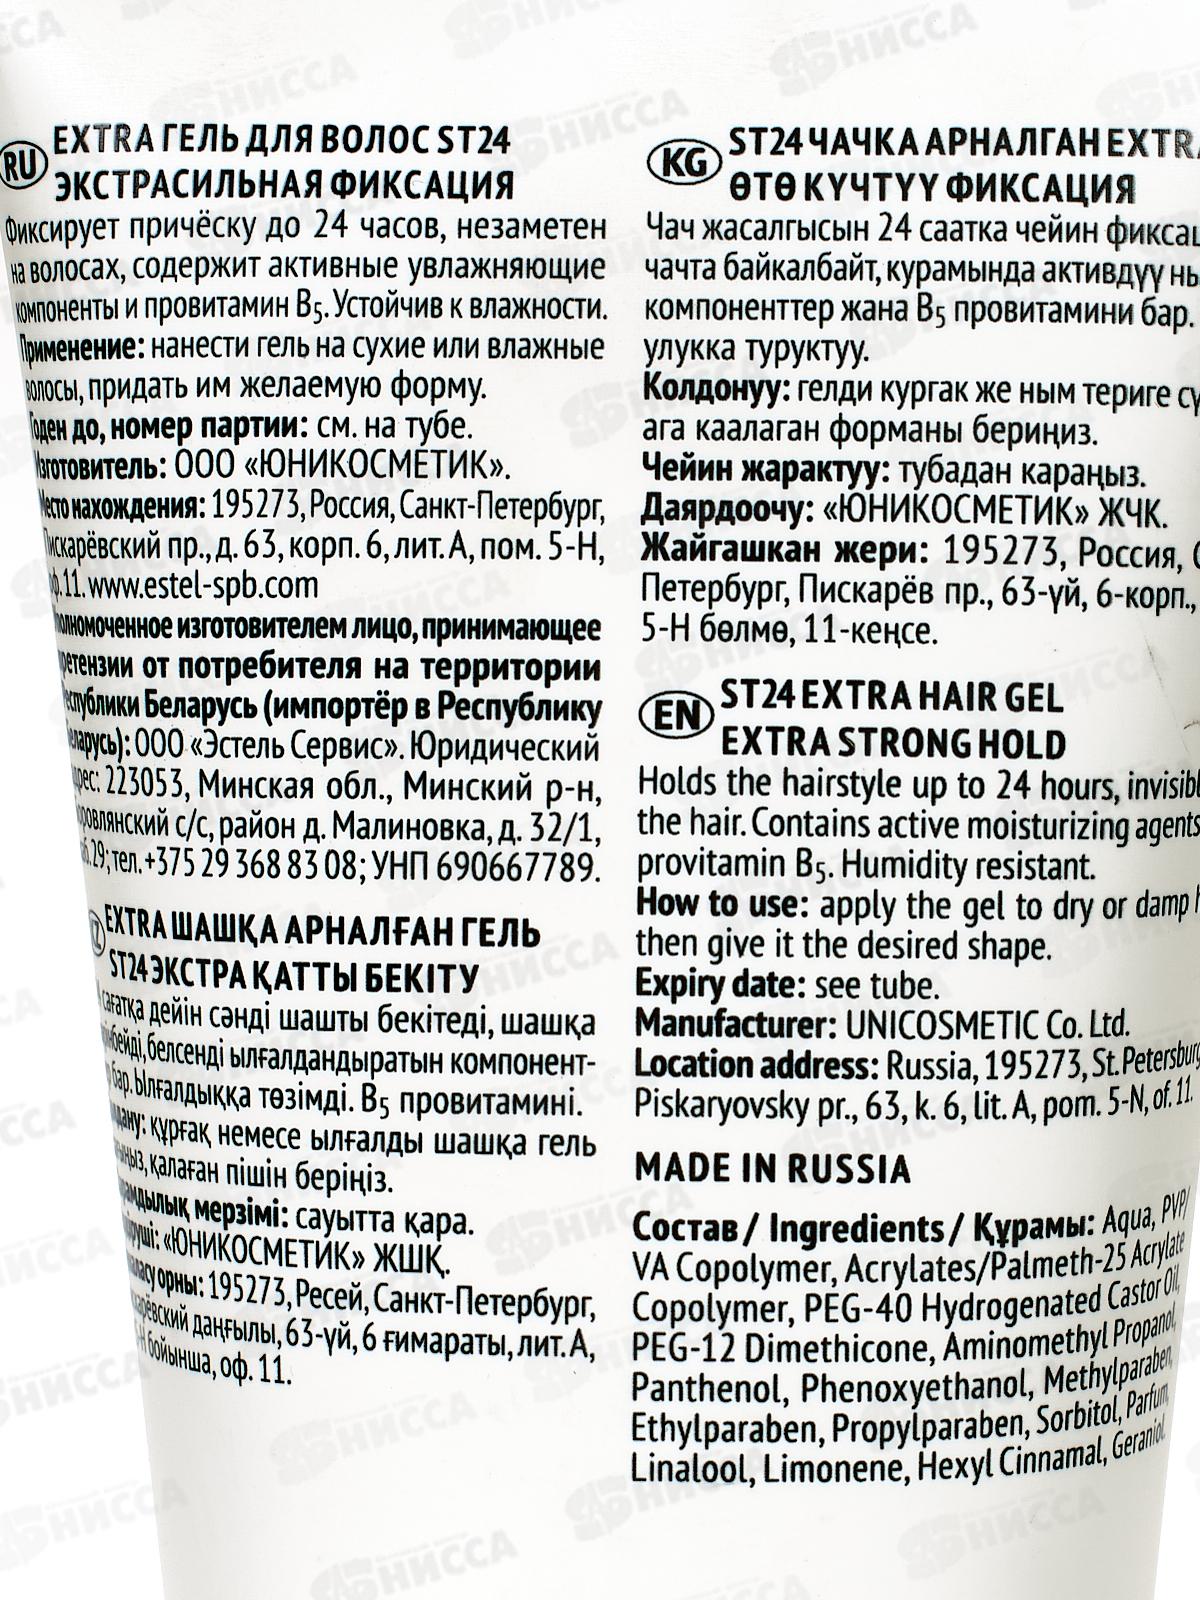 RU EXTRA ГЕЛЬ ДЛЯ ВОЛОС ST24
ЭКСТРАСИЛЬНАЯ ФИКСАЦИЯ
Фиксирует причёску до 24 часов, незаметен
на волосах, содержит активные увлажняющие
компоненты и провитамин B5. Устойчив к влажности.
Применение: нанести гель на сухие или влажные
волосы, придать им желаемую форму.
Годен до, номер партии: см. на тубе.
Изготовитель: ООО «ЮНИКОСМЕТИК».
Место нахождения: 195273, Россия, Санкт-Петербург,
Пискарёвский пр., д. 63, корп. 6, лит. А, пом. 5-Н,
оф. 11. www.estel-spb.com
полномоченное изготовителем лицо, принимающее
претензии от потребителя на территории
Республики Беларусь (импортёр в Республику
Беларусь): ООО «Эстель Сервис». Юридический
адрес: 223053, Минская обл., Минский р-н,
ровлянский с/с, район д. Малиновка, д. 32/1,
29; тел. +375 29 368 83 08; УНП 690667789.
EXTRA ШАШҚА АРНАЛҒАН ГЕЛЬ
ST24 ЭКСТРА ҚАТТЫ БЕКІТУ
сағатқа дейін сәнді шашты бекітеді, шашқа
белсенді ылғалдандыратын компонент-
бар. Ылғалдыққа төзімді. B5 провитаміні.
құрғақ немесе ылғалды шашқа гель
қалаған пішін беріңіз.
мерзімі: сауытта қара.
«ЮНИКОСМЕТИК» ЖШҚ.
орны: 195273, Ресей, Санкт-Петербург,
даңғылы, 63-үй, 6 ғимараты, лит. А,
бойынша, оф. 11.
KG ST24 ЧАЧКА АРНАЛГАН EXTRA
ӨТӨ КҮЧТҮҮ ФИКСАЦИЯ
Чач жасалгысын 24 саатка чейин фиксац
чачта байкалбайт, курамында активдүү ны
компоненттер жана B5 провитамини бар.
улукка туруктуу.
Колдонуу: гелди кургак же ным териге сү
ага каалаган форманы бериңиз.
Чейин жарактуу: тубадан караңыз.
Даярдоочу: «ЮНИКОСМЕТИК» ЖЧК.
Жайгашкан жери: 195273, Россия, С
Петербург, Пискарёв пр., 63-үй, 6-корп.,
5-Н бөлмө, 11-кеңсе.
EN ST24 EXTRA HAIR GEL
EXTRA STRONG HOLD
Holds the hairstyle up to 24 hours, invisibl
the hair. Contains active moisturizing agents
provitamin B5. Humidity resistant.
How to use: apply the gel to dry or damp h
then give it the desired shape.
Expiry date: see tube.
Manufacturer: UNICOSMETIC Co. Ltd.
Location address: Russia, 195273, St. Petersburg
Piskaryovsky pr., 63, k. 6, lit. A, pom. 5-N, of. 11.
MADE IN RUSSIA
Состав / Ingredients / Құрамы: Aqua, PVP/
VA Copolymer, Acrylates/Palmeth-25 Acrylate
Copolymer, PEG-40 Hydrogenated Castor Oil,
PEG-12 Dimethicone, Aminomethyl Propanol,
Panthenol, Phenoxyethanol, Methylparaben,
Ethylparaben, Propylparaben, Sorbitol, Parfum,
Linalool, Limonene, Hexyl Cinnamal, Geraniol.